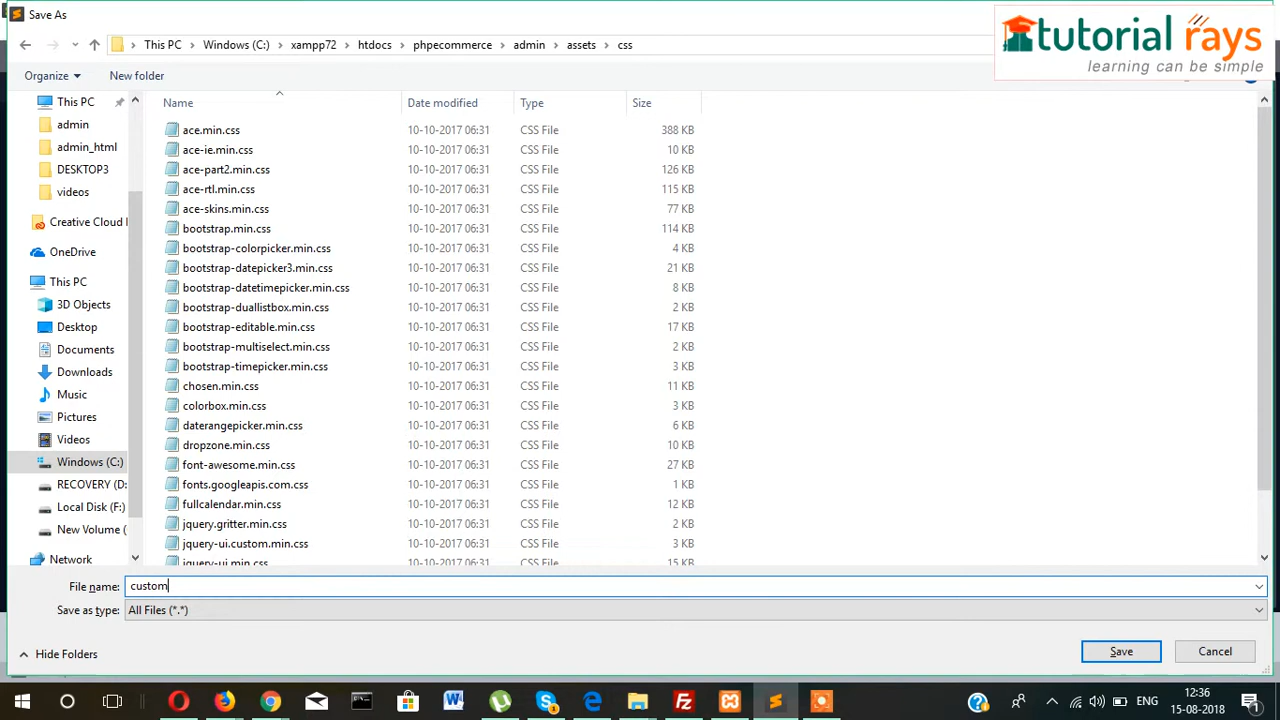 Save As
tutorial rays
learning can be simple
This PC > Windows (C:) > xampp72 > htdocs > phpecommerce > admin > assets > css
Organize New folder
Name Date modified Type Size
This PC
admin
admin_html
DESKTOP3
videos
Creative Cloud
OneDrive
This PC
3D Objects
Desktop
Documents
Downloads
Music
Pictures
Videos
Windows (C:)
RECOVERY (D:
Local Disk (F:)
New Volume (
Network
ace.min.css 10-10-2017 06:31 CSS File 388 KB
ace-ie.min.css 10-10-2017 06:31 CSS File 10 KB
ace-part2.min.css 10-10-2017 06:31 CSS File 126 KB
ace-rtl.min.css 10-10-2017 06:31 CSS File 115 KB
ace-skins.min.css 10-10-2017 06:31 CSS File 77 KB
bootstrap.min.css 10-10-2017 06:31 CSS File 114 KB
bootstrap-colorpicker.min.css 10-10-2017 06:31 CSS File 4 KB
bootstrap-datepicker3.min.css 10-10-2017 06:31 CSS File 21 KB
bootstrap-datetimepicker.min.css 10-10-2017 06:31 CSS File 8 KB
bootstrap-duallistbox.min.css 10-10-2017 06:31 CSS File 2 KB
bootstrap-editable.min.css 10-10-2017 06:31 CSS File 17 KB
bootstrap-multiselect.min.css 10-10-2017 06:31 CSS File 2 KB
bootstrap-timepicker.min.css 10-10-2017 06:31 CSS File 3 KB
chosen.min.css 10-10-2017 06:31 CSS File 11 KB
colorbox.min.css 10-10-2017 06:31 CSS File 3 KB
daterangepicker.min.css 10-10-2017 06:31 CSS File 6 KB
dropzone.min.css 10-10-2017 06:31 CSS File 10 KB
font-awesome.min.css 10-10-2017 06:31 CSS File 27 KB
fonts.googleapis.com.css 10-10-2017 06:31 CSS File 1 KB
fullcalendar.min.css 10-10-2017 06:31 CSS File 12 KB
jquery.gritter.min.css 10-10-2017 06:31 CSS File 2 KB
jquery-ui.custom.min.css 10-10-2017 06:31 CSS File 3 KB
jquery-ui.min.css 10-10-2017 06:31 CSS File 15 KB
File name: custom
Save as type: All Files (*.*)
Hide Folders Save Cancel
ENG 12:36
15-08-2018